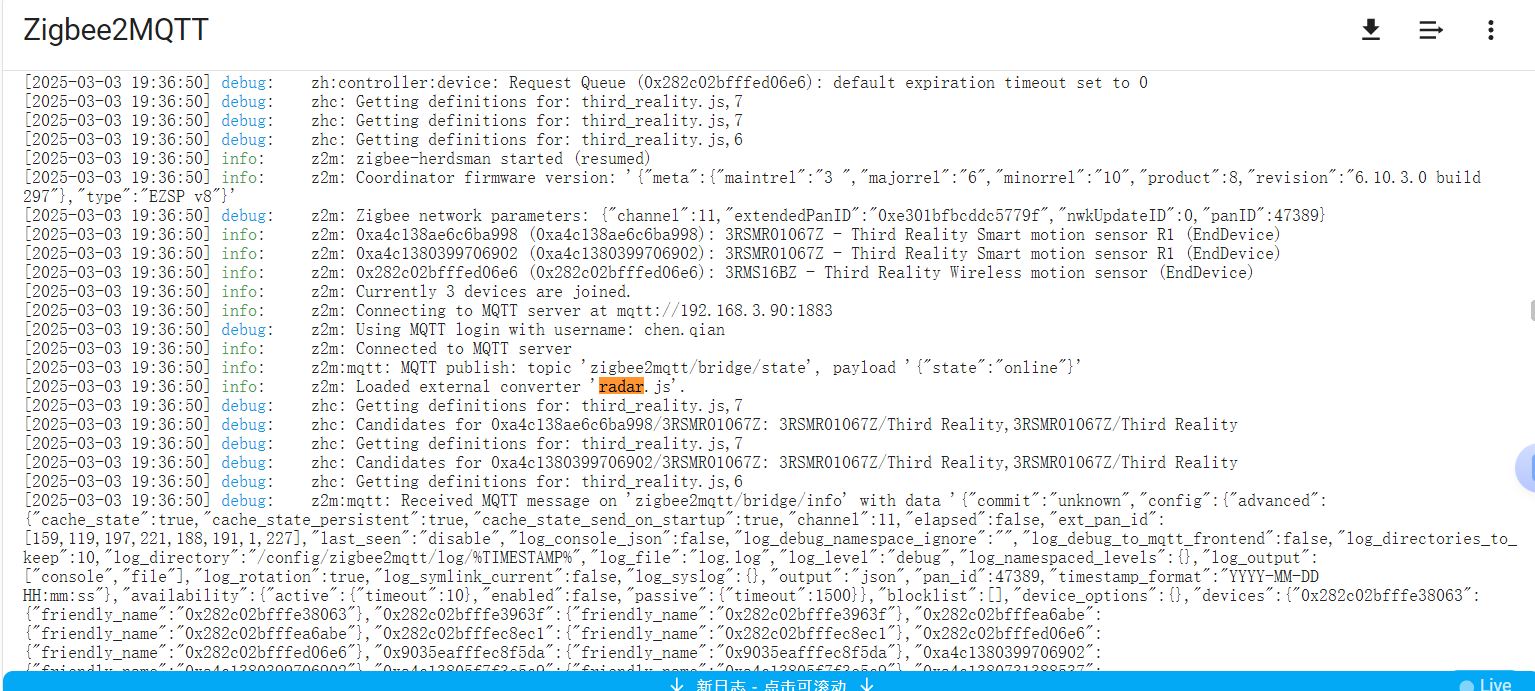 Zigbee2MQTT
[2025-03-03 19:36:50] debug: zh:controller:device: Request Queue (0x282c02bfffed06e6): default expiration timeout set to 0
[2025-03-03 19:36:50] debug: zhc: Getting definitions for: third_reality.js,7
[2025-03-03 19:36:50] debug: zhc: Getting definitions for: third_reality.js,7
[2025-03-03 19:36:50] debug: zhc: Getting definitions for: third_reality.js,6
[2025-03-03 19:36:50] info: z2m: zigbee-herdsman started (resumed)
[2025-03-03 19:36:50] info: z2m: Coordinator firmware version: '{"meta":{"maintrel":"3 ","majorrel":"6","minorrel":"10","product":8,"revision":"6.10.3.0 build
297"},"type":"EZSP v8"}'
[2025-03-03 19:36:50] debug: z2m: Zigbee network parameters: {"channel":11,"extendedPanID":"0xe301bfbcddc5779f","nwkUpdateID":0,"panID":47389}
[2025-03-03 19:36:50] info: z2m: 0xa4c138ae6c6ba998 (0xa4c138ae6c6ba998): 3RSMR01067Z - Third Reality Smart motion sensor R1 (EndDevice)
[2025-03-03 19:36:50] info: z2m: 0xa4c1380399706902 (0xa4c1380399706902): 3RSMR01067Z - Third Reality Smart motion sensor R1 (EndDevice)
[2025-03-03 19:36:50] info: z2m: 0x282c02bfffed06e6 (0x282c02bfffed06e6): 3RMS16BZ - Third Reality Wireless motion sensor (EndDevice)
[2025-03-03 19:36:50] info: z2m: Currently 3 devices are joined.
[2025-03-03 19:36:50] info: z2m: Connecting to MQTT server at mqtt://192.168.3.90:1883
[2025-03-03 19:36:50] debug: z2m: Using MQTT login with username: chen.qian
[2025-03-03 19:36:50] info: z2m: Connected to MQTT server
[2025-03-03 19:36:50] info: z2m:mqtt: MQTT publish: topic 'zigbee2mqtt/bridge/state', payload '{"state":"online"}'
[2025-03-03 19:36:50] info: z2m: Loaded external converter 'radar.js'.
[2025-03-03 19:36:50] debug: zhc: Getting definitions for: third_reality.js,7
[2025-03-03 19:36:50] debug: zhc: Candidates for 0xa4c138ae6c6ba998/3RSMR01067Z: 3RSMR01067Z/Third Reality,3RSMR01067Z/Third Reality
[2025-03-03 19:36:50] debug: zhc: Getting definitions for: third_reality.js,7
[2025-03-03 19:36:50] debug: zhc: Candidates for 0xa4c1380399706902/3RSMR01067Z: 3RSMR01067Z/Third Reality,3RSMR01067Z/Third Reality
[2025-03-03 19:36:50] debug: zhc: Getting definitions for: third_reality.js,6
[2025-03-03 19:36:50] debug: z2m:mqtt: Received MQTT message on 'zigbee2mqtt/bridge/info' with data '{"commit":"unknown","config":{"advanced":
{"cache_state":true,"cache_state_persistent":true,"cache_state_send_on_startup":true,"channel":11,"elapsed":false,"ext_pan_id":
[159,119,197,221,188,191,1,227],"last_seen":"disable","log_console_json":false,"log_debug_namespace_ignore":"","log_debug_to_mqtt_frontend":false,"log_directories_to_
keep":10,"log_directory":"/config/zigbee2mqtt/log/%TIMESTAMP%","log_file":"log.log","log_level":"debug","log_namespaced_levels":{},"log_output":
["console","file"],"log_rotation":true,"log_symlink_current":false,"log_syslog":{},"output":"json","pan_id":47389,"timestamp_format":"YYYY-MM-DD
HH:mm:ss"},"availability":{"active":{"timeout":10},"enabled":false,"passive":{"timeout":1500}},"blocklist":[],"device_options":{},"devices":{"0x282c02bfffe38063":
{"friendly_name":"0x282c02bfffe38063"},"0x282c02bfffe3963f":{"friendly_name":"0x282c02bfffe3963f"},"0x282c02bfffea6abe":
{"friendly_name":"0x282c02bfffea6abe"},"0x282c02bfffec8ec1":{"friendly_name":"0x282c02bfffec8ec1"},"0x282c02bfffed06e6":
{"friendly_name":"0x282c02bfffed06e6"},"0x9035eafffec8f5da":{"friendly_name":"0x9035eafffec8f5da"},"0xa4c1380399706902":
新日志 - 点击可滚动
Live